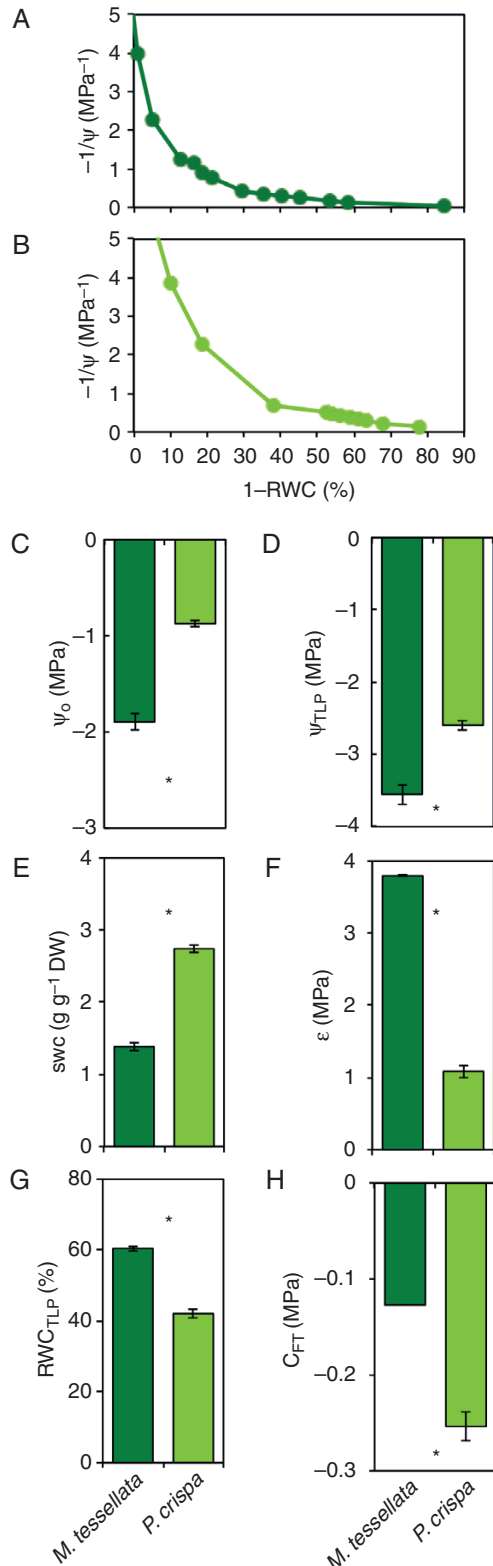 A
5
4
3
2
1
0
−1/ψ (MPa⁻¹)
B
5
4
3
2
1
0
−1/ψ (MPa⁻¹)
0 10 20 30 40 50 60 70 80 90
1–RWC (%)
C
0
−1
−2
−3
ψo (MPa)
*
D
0
−1
−2
−3
−4
ψTLP (MPa)
*
E
4
3
2
1
0
swc (g g⁻¹ DW)
*
F
4
3
2
1
0
ε (MPa)
*
G
80
60
40
20
0
RWCTLP (%)
*
M. tessellata
P. crispa
H
0
−0.1
−0.2
−0.3
CFT (MPa)
*
M. tessellata
P. crispa